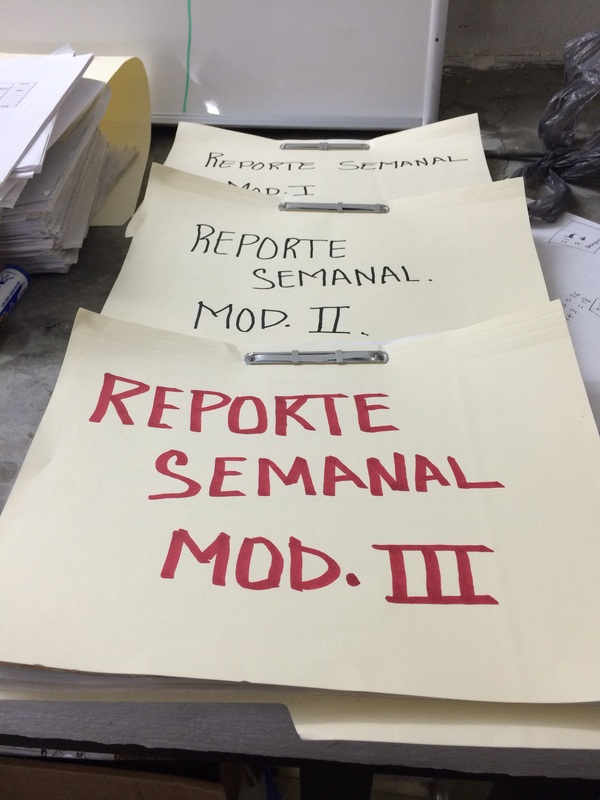 REPORTE SEMANAL
MOD. I
REPORTE
SEMANAL.
MOD. II.
REPORTE
SEMANAL
MOD. III